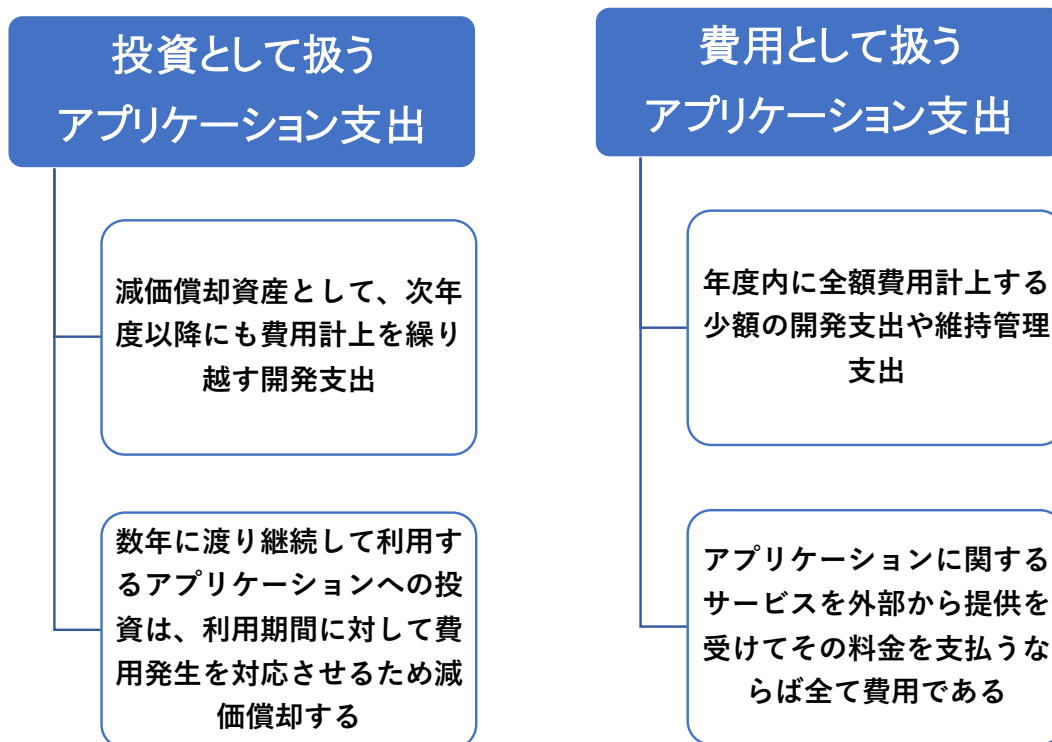 投資として扱う
アプリケーション支出
減価償却資産として、次年
度以降にも費用計上を繰り
越す開発支出
数年に渡り継続して利用す
るアプリケーションへの投
資は、利用期間に対して費
用発生を対応させるため減
価償却する
費用として扱う
アプリケーション支出
年度内に全額費用計上する
少額の開発支出や維持管理
支出
アプリケーションに関する
サービスを外部から提供を
受けてその料金を支払うな
らば全て費用である